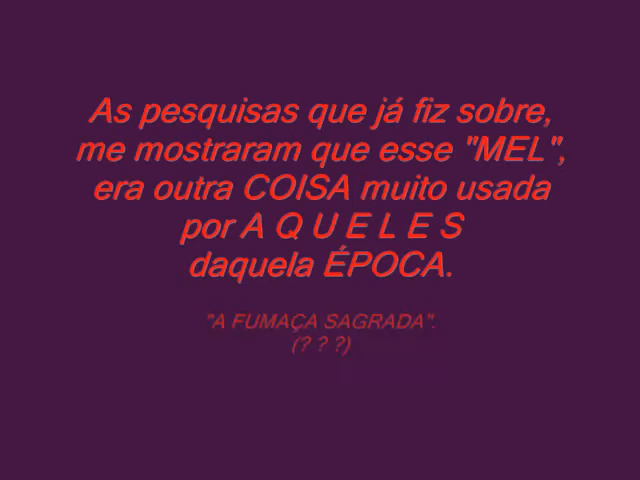 As pesquisas que já fiz sobre,
me mostraram que esse "MEL",
era outra COISA muito usada
por A Q U E L E S
daquela ÉPOCA.
"A FUMAÇA SAGRADA".
(? ? ?)